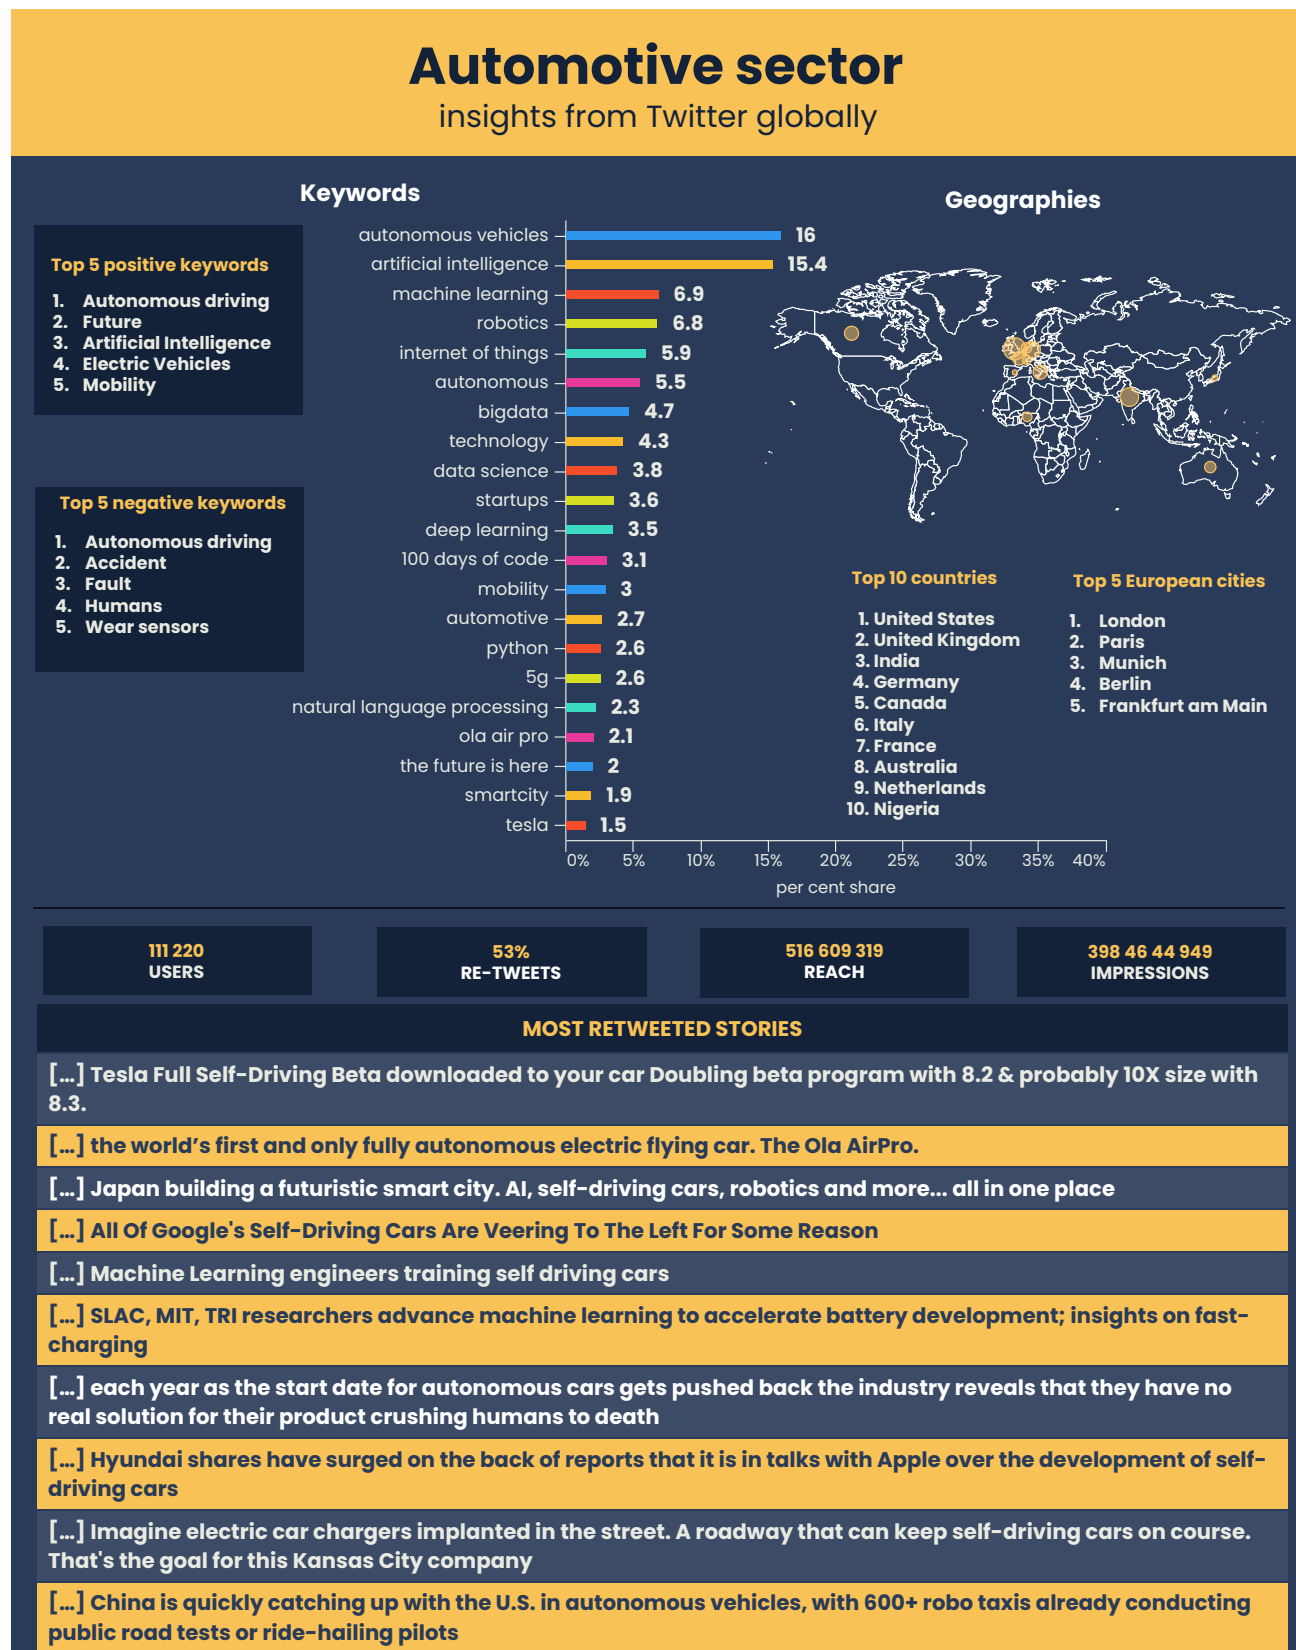 Automotive sector
insights from Twitter globally
Keywords
Geographies
Top 5 positive keywords
1. Autonomous driving
2. Future
3. Artificial Intelligence
4. Electric Vehicles
5. Mobility
Top 5 negative keywords
1. Autonomous driving
2. Accident
3. Fault
4. Humans
5. Wear sensors
autonomous vehicles 16
artificial intelligence 15.4
machine learning 6.9
robotics 6.8
internet of things 5.9
autonomous 5.5
bigdata 4.7
technology 4.3
data science 3.8
startups 3.6
deep learning 3.5
100 days of code 3.1
mobility 3
automotive 2.7
python 2.6
5g 2.6
natural language processing 2.3
ola air pro 2.1
the future is here 2
smartcity 1.9
tesla 1.5
0% 5% 10% 15% 20% 25% 30% 35% 40%
per cent share
Top 10 countries
1. United States
2. United Kingdom
3. India
4. Germany
5. Canada
6. Italy
7. France
8. Australia
9. Netherlands
10. Nigeria
Top 5 European cities
1. London
2. Paris
3. Munich
4. Berlin
5. Frankfurt am Main
111 220
USERS
53%
RE-TWEETS
516 609 319
REACH
398 46 44 949
IMPRESSIONS
MOST RETWEETED STORIES
[...] Tesla Full Self-Driving Beta downloaded to your car Doubling beta program with 8.2 & probably 10X size with
8.3.
[...] the world's first and only fully autonomous electric flying car. The Ola AirPro.
[...] Japan building a futuristic smart city. AI, self-driving cars, robotics and more... all in one place
[...] All Of Google's Self-Driving Cars Are Veering To The Left For Some Reason
[...] Machine Learning engineers training self driving cars
[...] SLAC, MIT, TRI researchers advance machine learning to accelerate battery development; insights on fast-
charging
[...] each year as the start date for autonomous cars gets pushed back the industry reveals that they have no
real solution for their product crushing humans to death
[...] Hyundai shares have surged on the back of reports that it is in talks with Apple over the development of self-
driving cars
[...] Imagine electric car chargers implanted in the street. A roadway that can keep self-driving cars on course.
That's the goal for this Kansas City company
[...] China is quickly catching up with the U.S. in autonomous vehicles, with 600+ robo taxis already conducting
public road tests or ride-hailing pilots